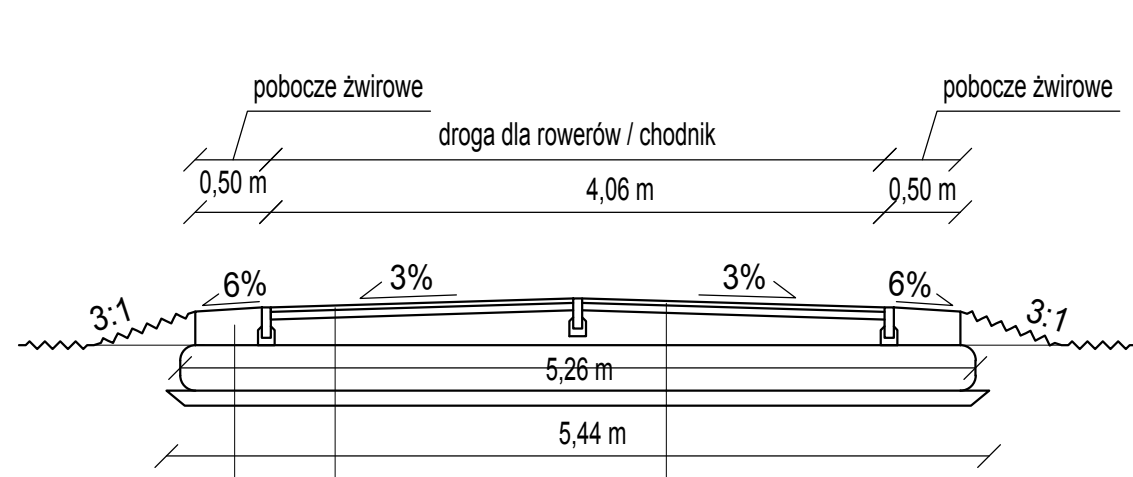 pobocze żwirowe
pobocze żwirowe
droga dla rowerów / chodnik
0,50 m
4,06 m
0,50 m
3:1
6%
3%
3%
6%
3:1
5,26 m
5,44 m